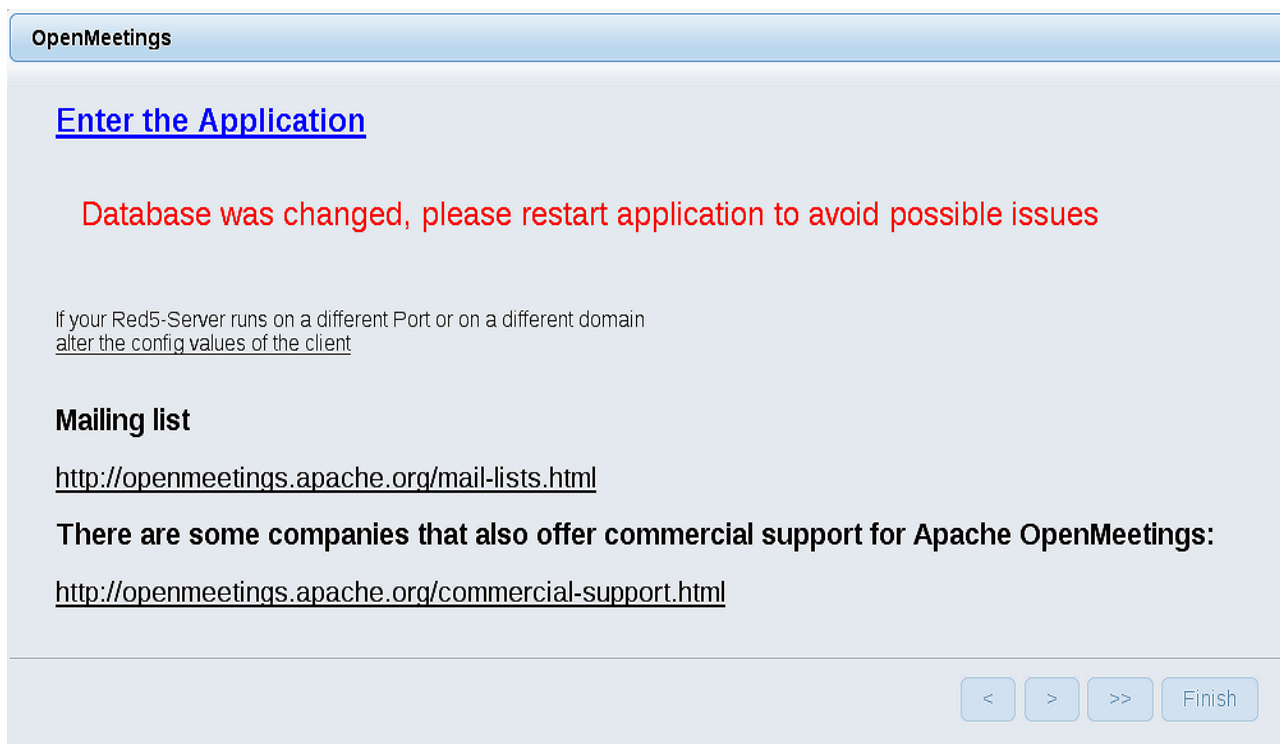 OpenMeetings
Enter the Application
Database was changed, please restart application to avoid possible issues
If your Red5-Server runs on a different Port or on a different domain
alter the config values of the client
Mailing list
http://openmeetings.apache.org/mail-lists.html
There are some companies that also offer commercial support for Apache OpenMeetings:
http://openmeetings.apache.org/commercial-support.html
< > >> Finish